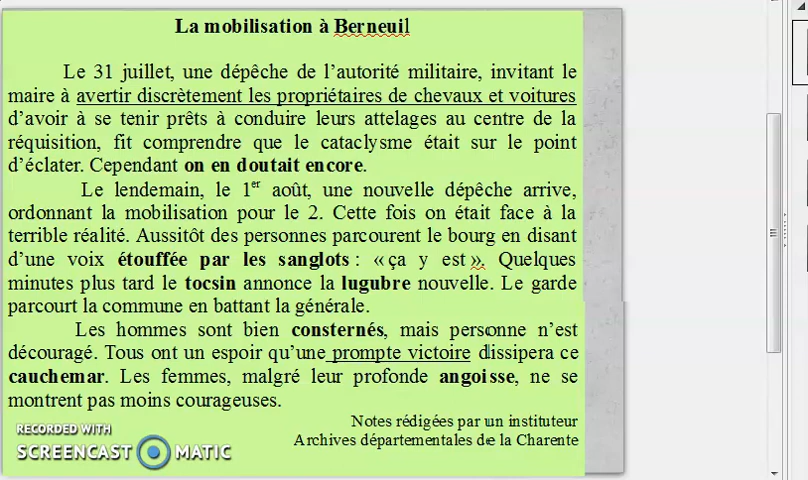 La mobilisation à Berneuil
Le 31 juillet, une dépêche de l'autorité militaire, invitant le
maire à avertir discrètement les propriétaires de chevaux et voitures
d'avoir à se tenir prêts à conduire leurs attelages au centre de la
réquisition, fit comprendre que le cataclysme était sur le point
d'éclater. Cependant on en doutait encore.
Le lendemain, le 1er août, une nouvelle dépêche arrive,
ordonnant la mobilisation pour le 2. Cette fois on était face à la
terrible réalité. Aussitôt des personnes parcourent le bourg en disant
d'une voix étouffée par les sanglots : « ça y est ». Quelques
minutes plus tard le tocsin annonce la lugubre nouvelle. Le garde
parcourt la commune en battant la générale.
Les hommes sont bien consternés, mais personne n'est
découragé. Tous ont un espoir qu'une prompte victoire dissipera ce
cauchemar. Les femmes, malgré leur profonde angoisse, ne se
montrent pas moins courageuses.
Notes rédigées par un instituteur
Archives départementales de la Charente
RECORDED WITH
SCREENCAST MATIC